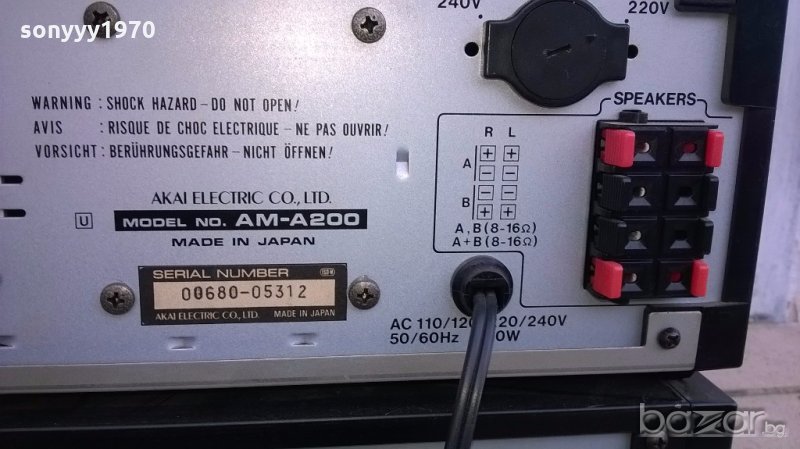 sonyyy1970
240V
220V
WARNING : SHOCK HAZARD – DO NOT OPEN!
AVIS : RISQUE DE CHOC ELECTRIQUE – NE PAS OUVRIR!
VORSICHT : BERÜHRUNGSGEFAHR – NICHT ÖFFNEN!
SPEAKERS
R L
A
B
A,B (8-16Ω)
A+B (8-16Ω)
AKAI ELECTRIC CO., LTD.
U
MODEL NO. AM-A200
MADE IN JAPAN
SERIAL NUMBER
00680-05312
AKAI ELECTRIC CO., LTD. MADE IN JAPAN
AC 110/120 220/240V
50/60Hz 0W
bazar.bg